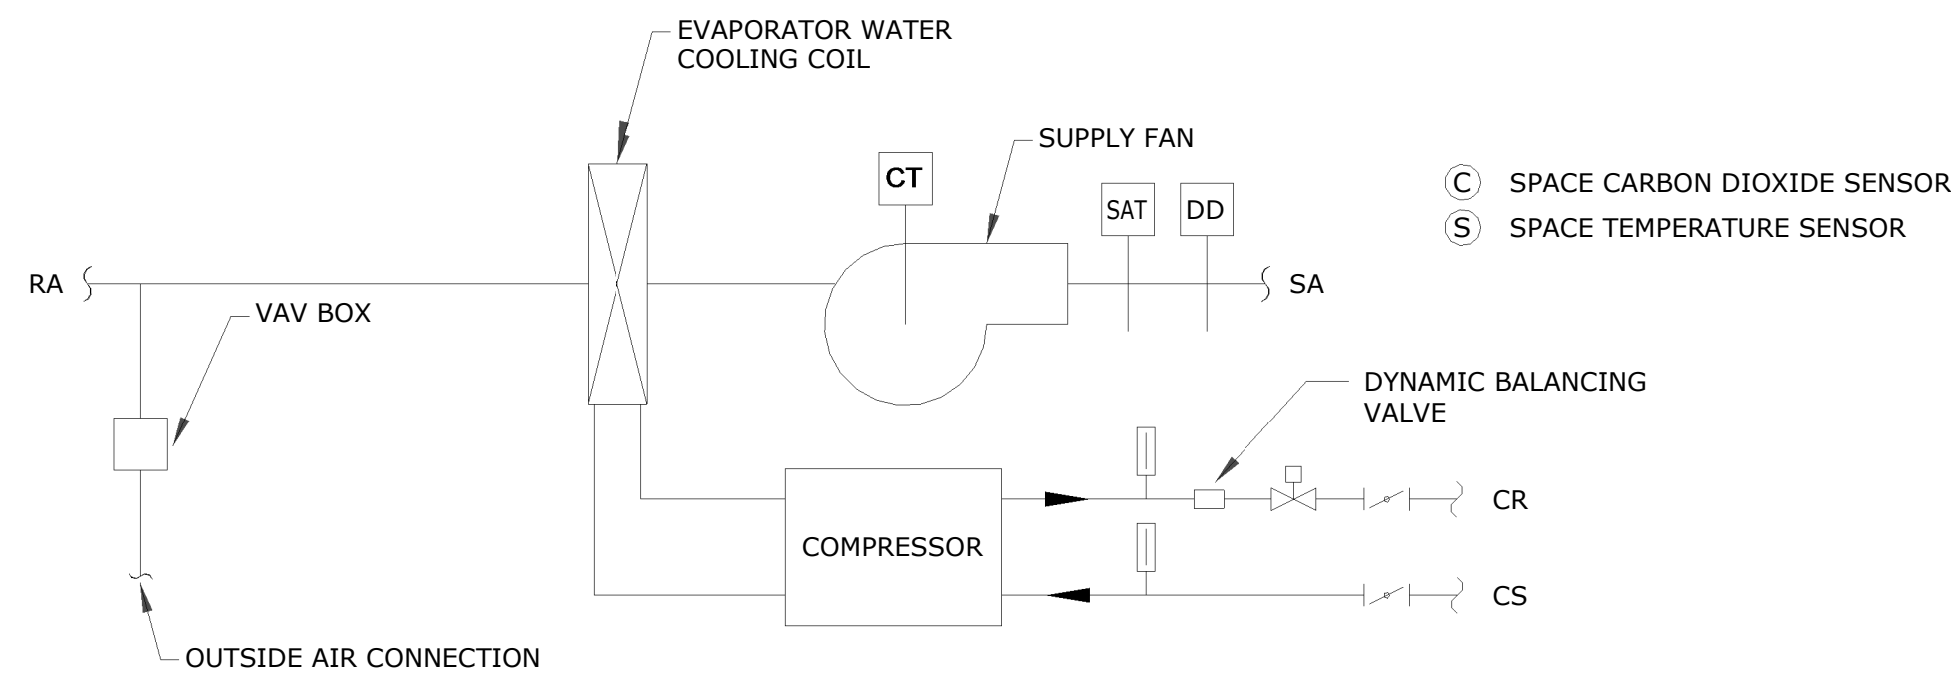 EVAPORATOR WATER
COOLING COIL
SUPPLY FAN
CT
SAT
DD
C SPACE CARBON DIOXIDE SENSOR
S SPACE TEMPERATURE SENSOR
RA
SA
VAV BOX
DYNAMIC BALANCING
VALVE
CR
COMPRESSOR
CS
OUTSIDE AIR CONNECTION